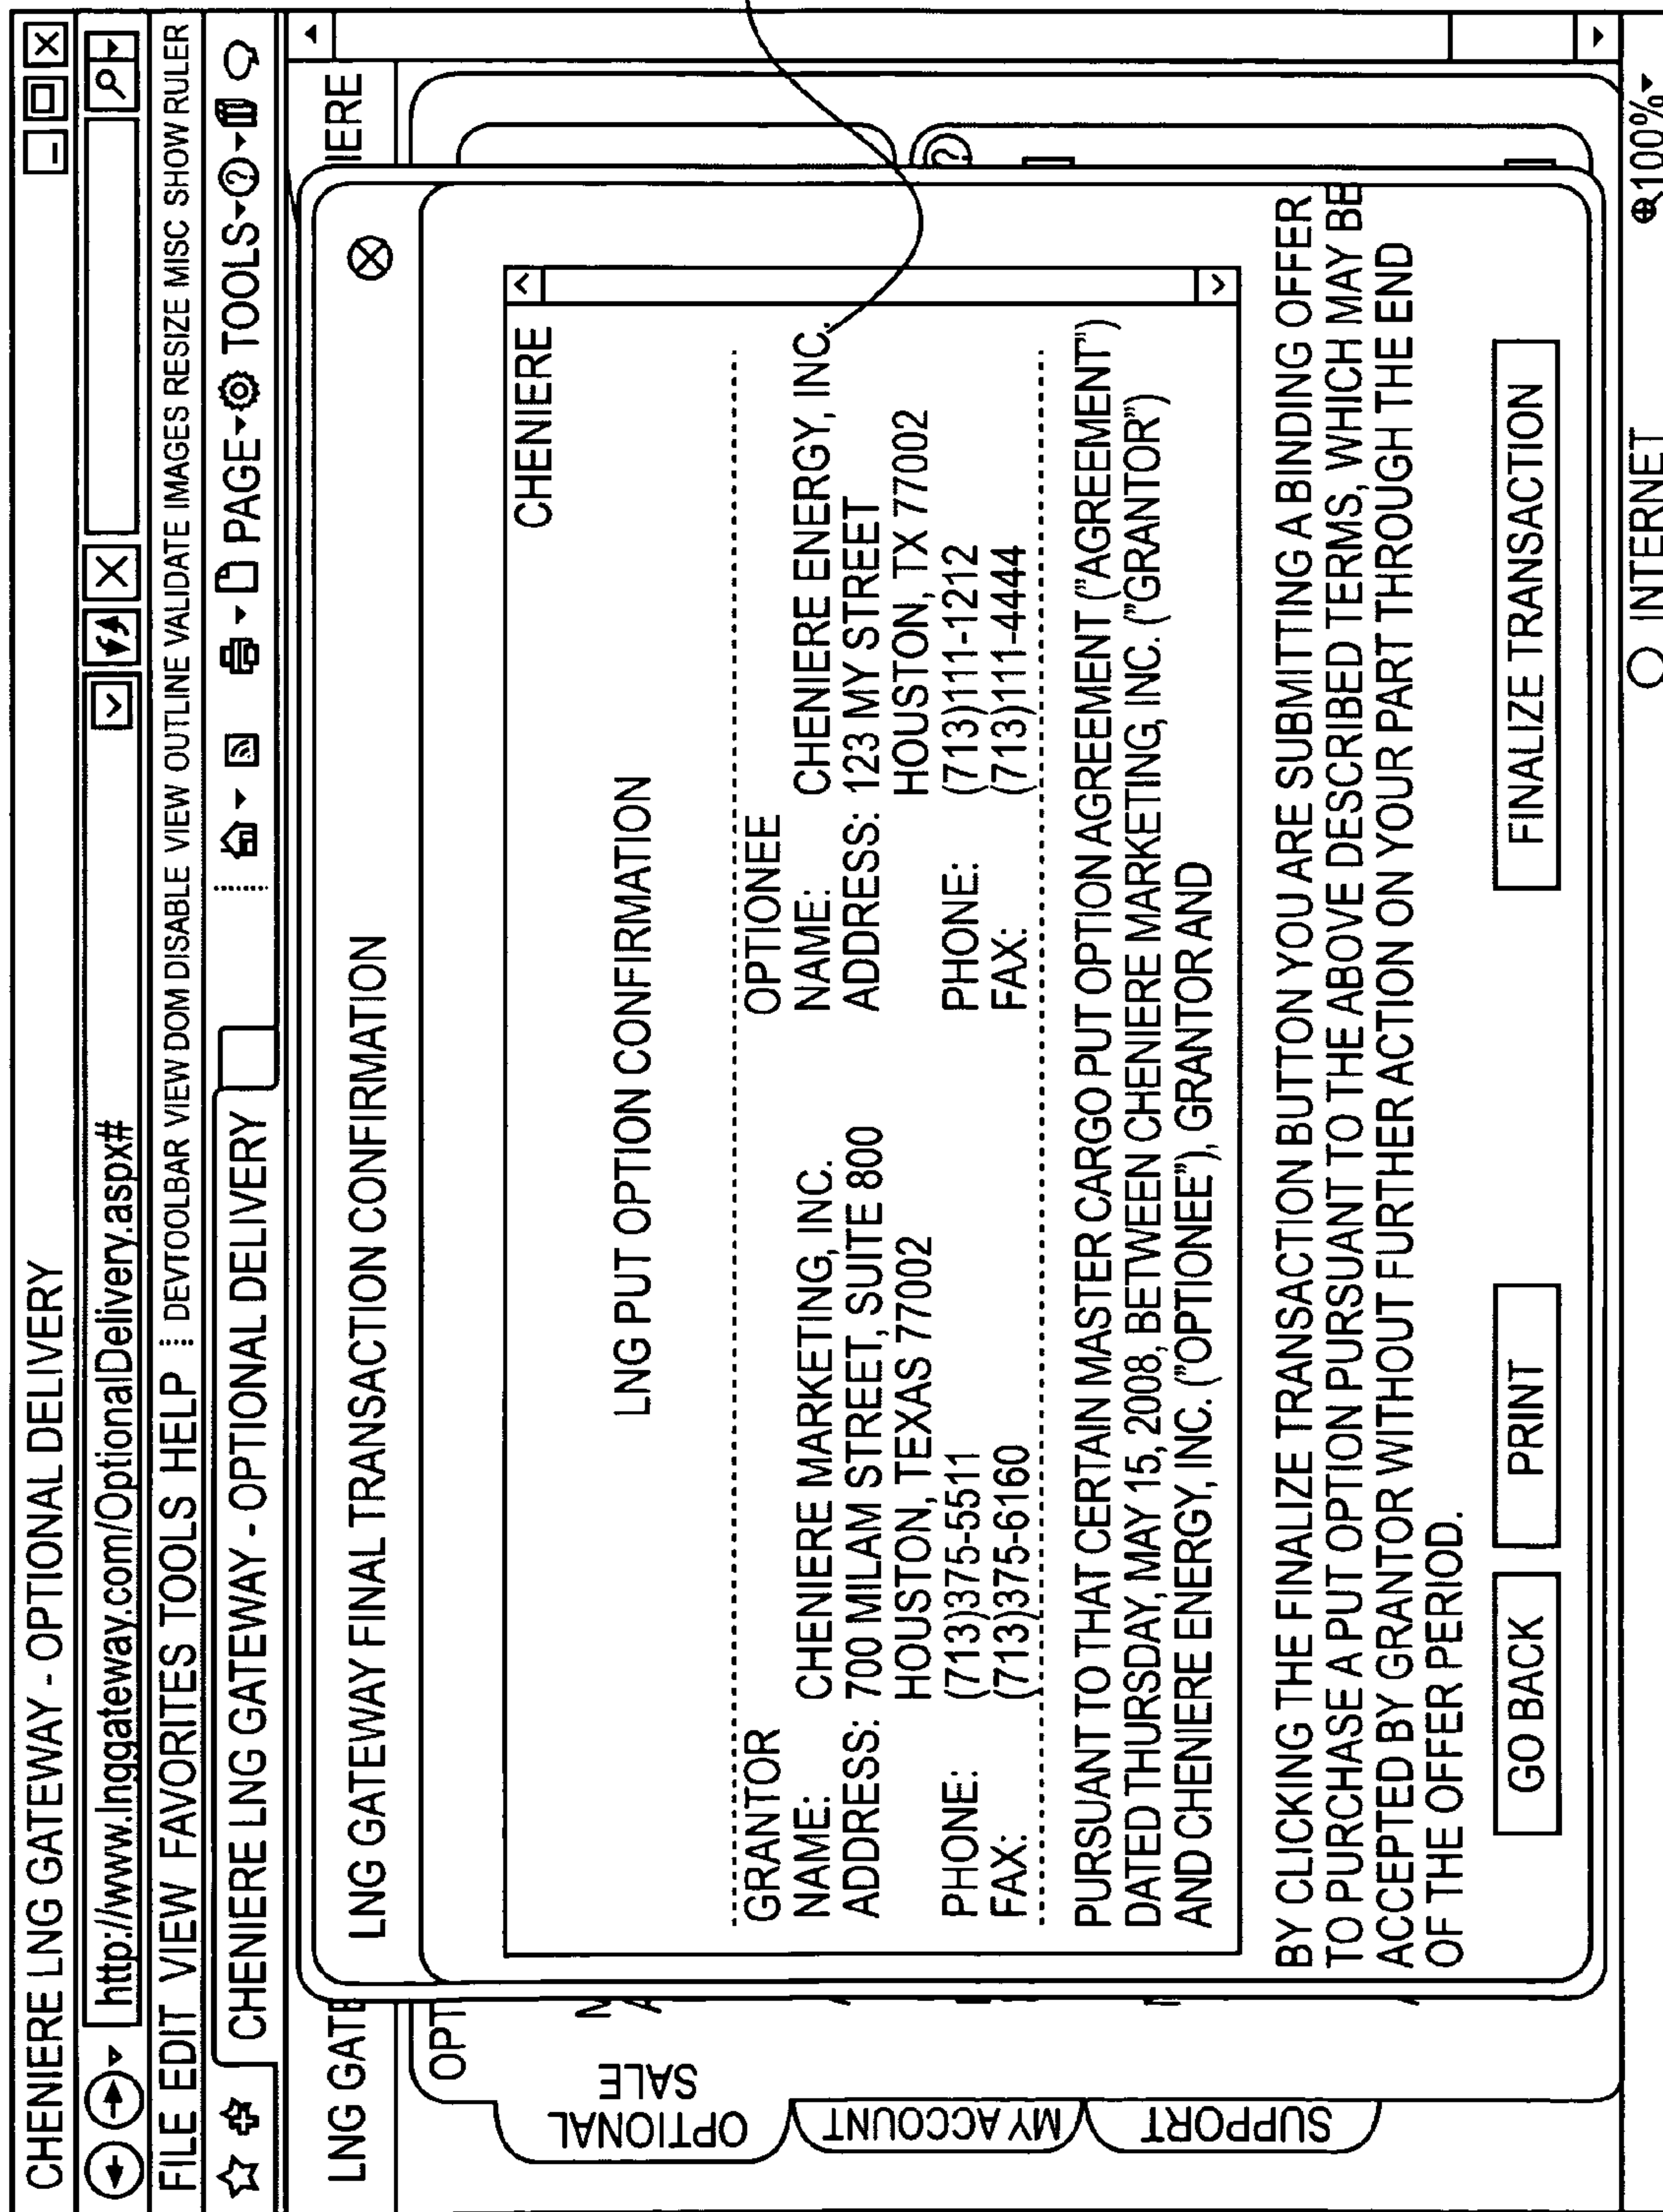 CHENIERE LNG GATEWAY - OPTIONAL DELIVERY
http://www.lnggateway.com/OptionalDelivery.aspx#
FILE EDIT VIEW FAVORITES TOOLS HELP DEVTOOLBAR VIEW DOM DISABLE VIEW OUTLINE VALIDATE IMAGES RESIZE MISC SHOW RULER
CHENIERE LNG GATEWAY - OPTIONAL DELIVERY PAGE TOOLS
LNG GATE IERE
LNG GATEWAY FINAL TRANSACTION CONFIRMATION
OPT
CHENIERE
LNG PUT OPTION CONFIRMATION
GRANTOR OPTIONEE
NAME: CHENIERE MARKETING, INC. NAME: CHENIERE ENERGY, INC.
ADDRESS: 700 MILAM STREET, SUITE 800 ADDRESS: 123 MY STREET
HOUSTON, TEXAS 77002 HOUSTON, TX 77002
PHONE: (713)375-5511 PHONE: (713)111-1212
FAX: (713)375-6160 FAX: (713)111-4444
PURSUANT TO THAT CERTAIN MASTER CARGO PUT OPTION AGREEMENT ("AGREEMENT")
DATED THURSDAY, MAY 15, 2008, BETWEEN CHENIERE MARKETING, INC. ("GRANTOR")
AND CHENIERE ENERGY, INC. ("OPTIONEE"), GRANTOR AND
BY CLICKING THE FINALIZE TRANSACTION BUTTON YOU ARE SUBMITTING A BINDING OFFER
TO PURCHASE A PUT OPTION PURSUANT TO THE ABOVE DESCRIBED TERMS, WHICH MAY BE
ACCEPTED BY GRANTOR WITHOUT FURTHER ACTION ON YOUR PART THROUGH THE END
OF THE OFFER PERIOD.
GO BACK PRINT FINALIZE TRANSACTION
OPTIONAL
SALE
MY ACCOUNT
SUPPORT
INTERNET 100%